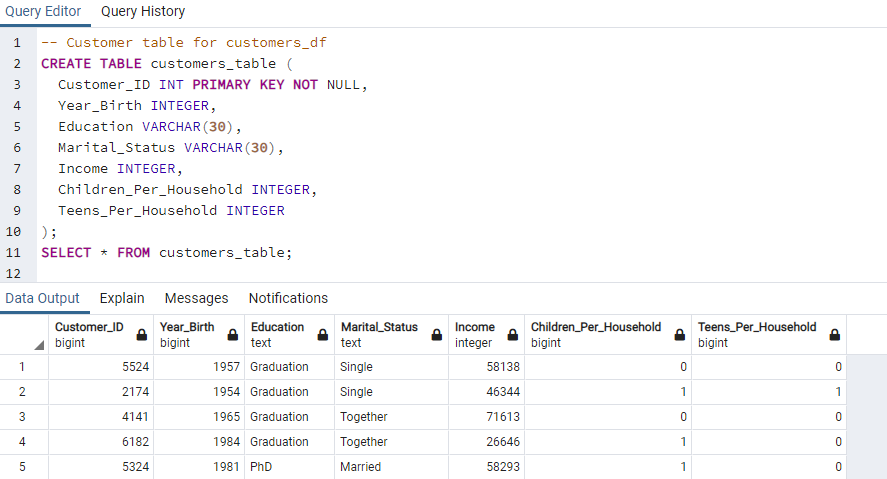 Query Editor Query History
1 -- Customer table for customers_df
2 CREATE TABLE customers_table (
3 Customer_ID INT PRIMARY KEY NOT NULL,
4 Year_Birth INTEGER,
5 Education VARCHAR(30),
6 Marital_Status VARCHAR(30),
7 Income INTEGER,
8 Children_Per_Household INTEGER,
9 Teens_Per_Household INTEGER
10 );
11 SELECT * FROM customers_table;
12
Data Output Explain Messages Notifications
Customer_ID Year_Birth Education Marital_Status Income Children_Per_Household Teens_Per_Household
bigint bigint text text integer bigint bigint
1 5524 1957 Graduation Single 58138 0 0
2 2174 1954 Graduation Single 46344 1 1
3 4141 1965 Graduation Together 71613 0 0
4 6182 1984 Graduation Together 26646 1 0
5 5324 1981 PhD Married 58293 1 0